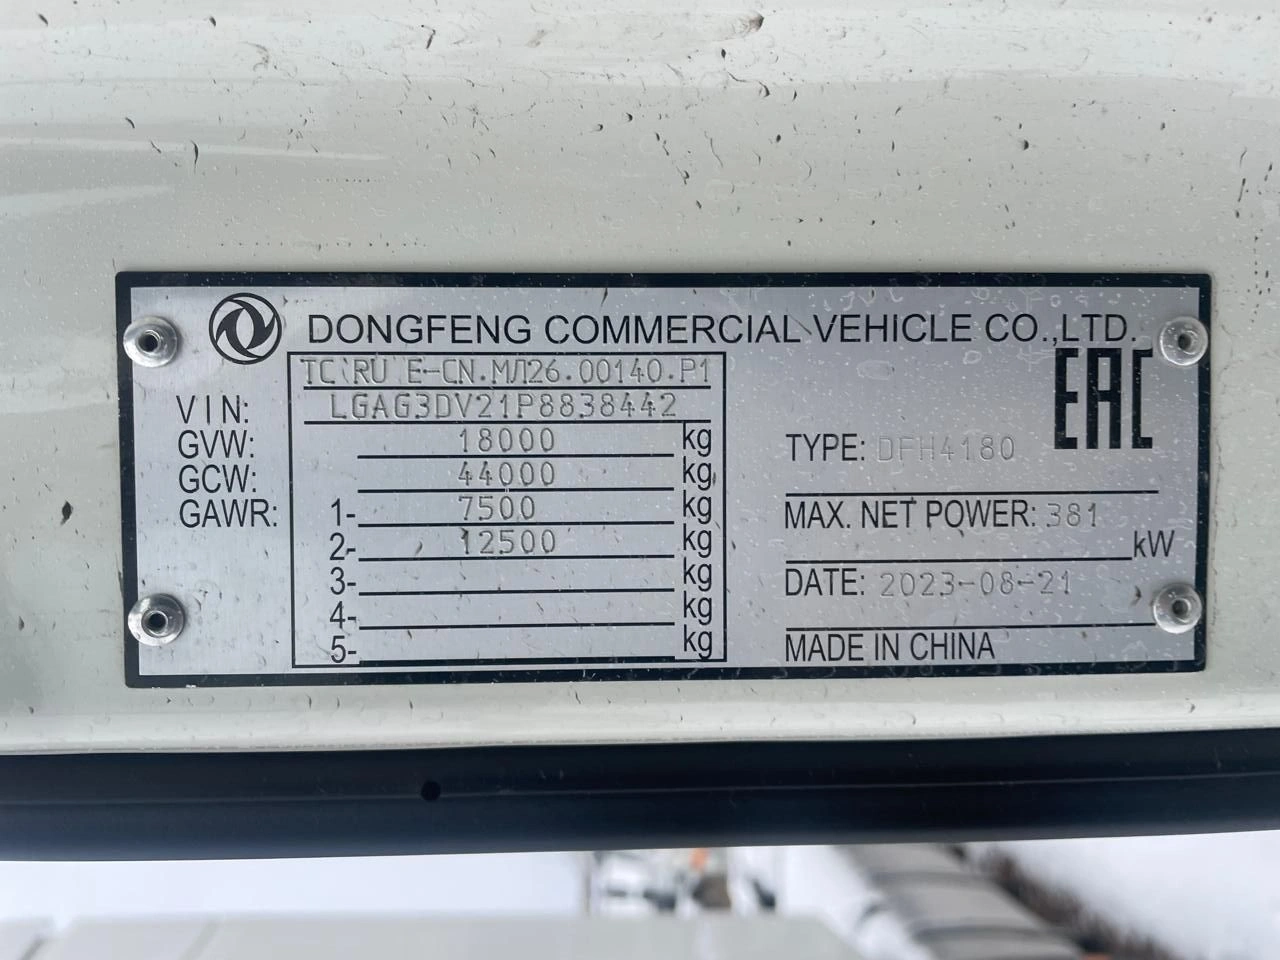 DONGFENG COMMERCIAL VEHICLE CO.,LTD.
TC RU E-CN.МЛ26.00140.P1
VIN: LGAG3DV21P8838442
GVW: 18000 kg
GCW: 44000 kg
GAWR: 1- 7500 kg
2- 12500 kg
3- kg
4- kg
5- kg
EAC
TYPE: DFH4180
MAX. NET POWER: 381
kW
DATE: 2023-08-21
MADE IN CHINA